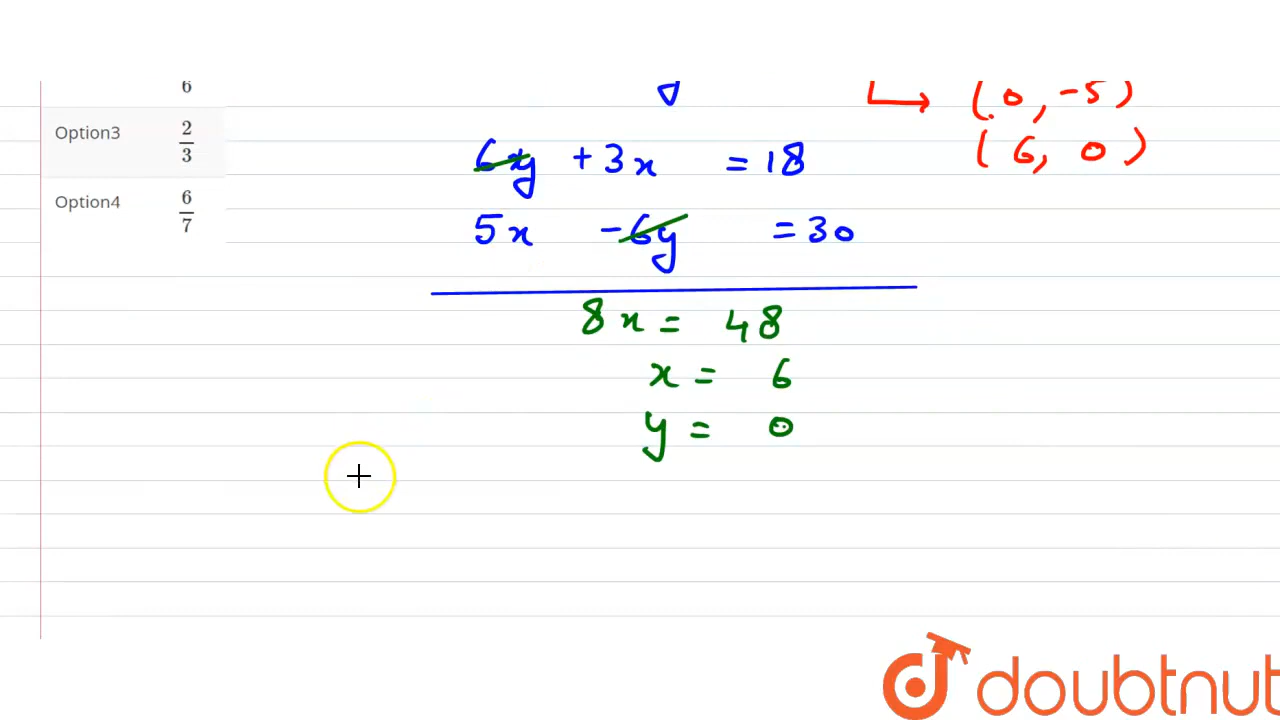 6
Option3 2/3
Option4 6/7
(0, -5)
(6, 0)
6xy + 3x = 18
5x - 6y = 30
8x = 48
x = 6
y = 0
doubtnut